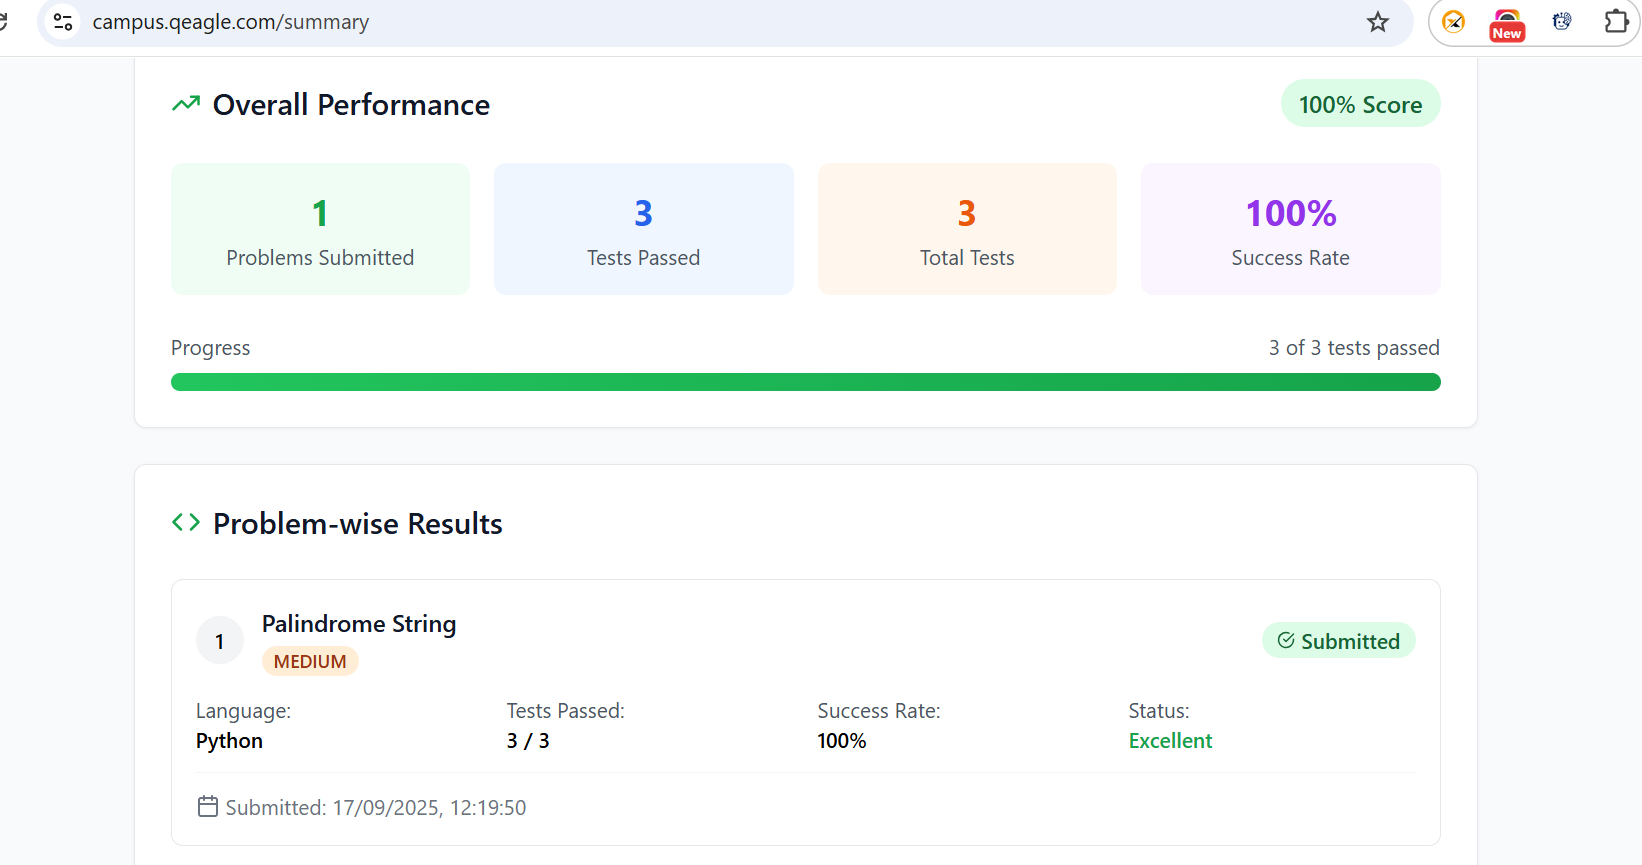 campus.qeagle.com/summary
New
Overall Performance
100% Score
1
Problems Submitted
3
Tests Passed
3
Total Tests
100%
Success Rate
Progress
3 of 3 tests passed
Problem-wise Results
1
Palindrome String
MEDIUM
Submitted
Language:
Python
Tests Passed:
3 / 3
Success Rate:
100%
Status:
Excellent
Submitted: 17/09/2025, 12:19:50